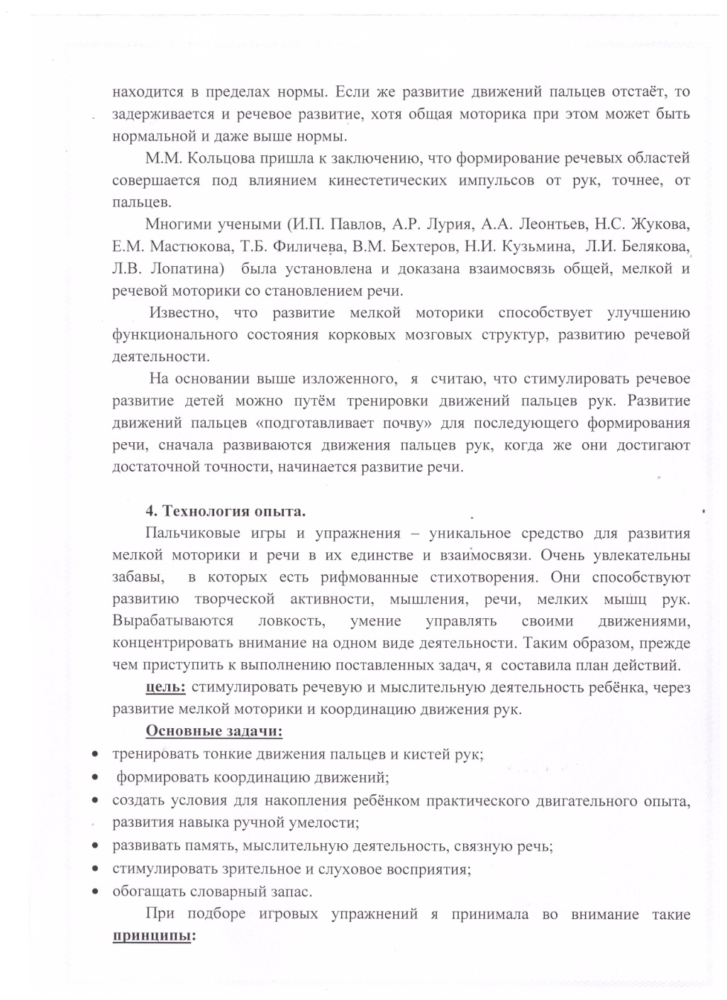 находится в пределах нормы. Если же развитие движений пальцев отстаёт, то
задерживается и речевое развитие, хотя общая моторика при этом может быть
нормальной и даже выше нормы.
М.М. Кольцова пришла к заключению, что формирование речевых областей
совершается под влиянием кинестетических импульсов от рук, точнее, от
пальцев.
Многими учеными (И.П. Павлов, А.Р. Лурия, А.А. Леонтьев, Н.С. Жукова,
Е.М. Мастюкова, Т.Б. Филичева, В.М. Бехтеров, Н.И. Кузьмина, Л.И. Белякова,
Л.В. Лопатина) была установлена и доказана взаимосвязь общей, мелкой и
речевой моторики со становлением речи.
Известно, что развитие мелкой моторики способствует улучшению
функционального состояния корковых мозговых структур, развитию речевой
деятельности.
На основании выше изложенного, я считаю, что стимулировать речевое
развитие детей можно путём тренировки движений пальцев рук. Развитие
движений пальцев «подготавливает почву» для последующего формирования
речи, сначала развиваются движения пальцев рук, когда же они достигают
достаточной точности, начинается развитие речи.
4. Технология опыта.
Пальчиковые игры и упражнения – уникальное средство для развития
мелкой моторики и речи в их единстве и взаимосвязи. Очень увлекательны
забавы, в которых есть рифмованные стихотворения. Они способствуют
развитию творческой активности, мышления, речи, мелких мышц рук.
Вырабатываются ловкость, умение управлять своими движениями,
концентрировать внимание на одном виде деятельности. Таким образом, прежде
чем приступить к выполнению поставленных задач, я составила план действий.
цель: стимулировать речевую и мыслительную деятельность ребёнка, через
развитие мелкой моторики и координацию движения рук.
Основные задачи:
• тренировать тонкие движения пальцев и кистей рук;
• формировать координацию движений;
• создать условия для накопления ребёнком практического двигательного опыта,
развития навыка ручной умелости;
• развивать память, мыслительную деятельность, связную речь;
• стимулировать зрительное и слуховое восприятия;
• обогащать словарный запас.
При подборе игровых упражнений я принимала во внимание такие
принципы: